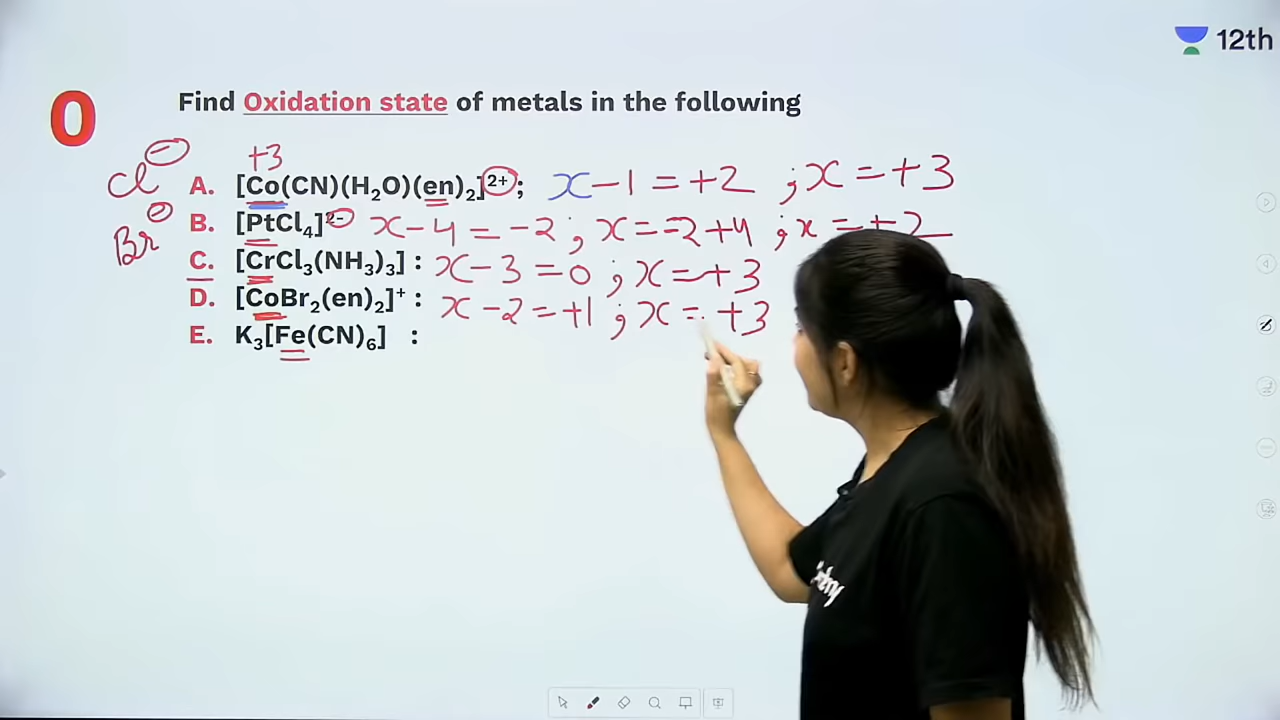 12th
0 Find Oxidation state of metals in the following
+3
Cl⁻ A. [Co(CN)(H₂O)(en)₂]²⁺; x-1 = +2 ; x = +3
Br⁻ B. [PtCl₄]²⁻ x-4 = -2 ; x = -2+4 ; x = +2
C. [CrCl₃(NH₃)₃] : x-3 = 0 ; x = +3
D. [CoBr₂(en)₂]⁺ : x-2 = +1 ; x = +3
E. K₃[Fe(CN)₆] :